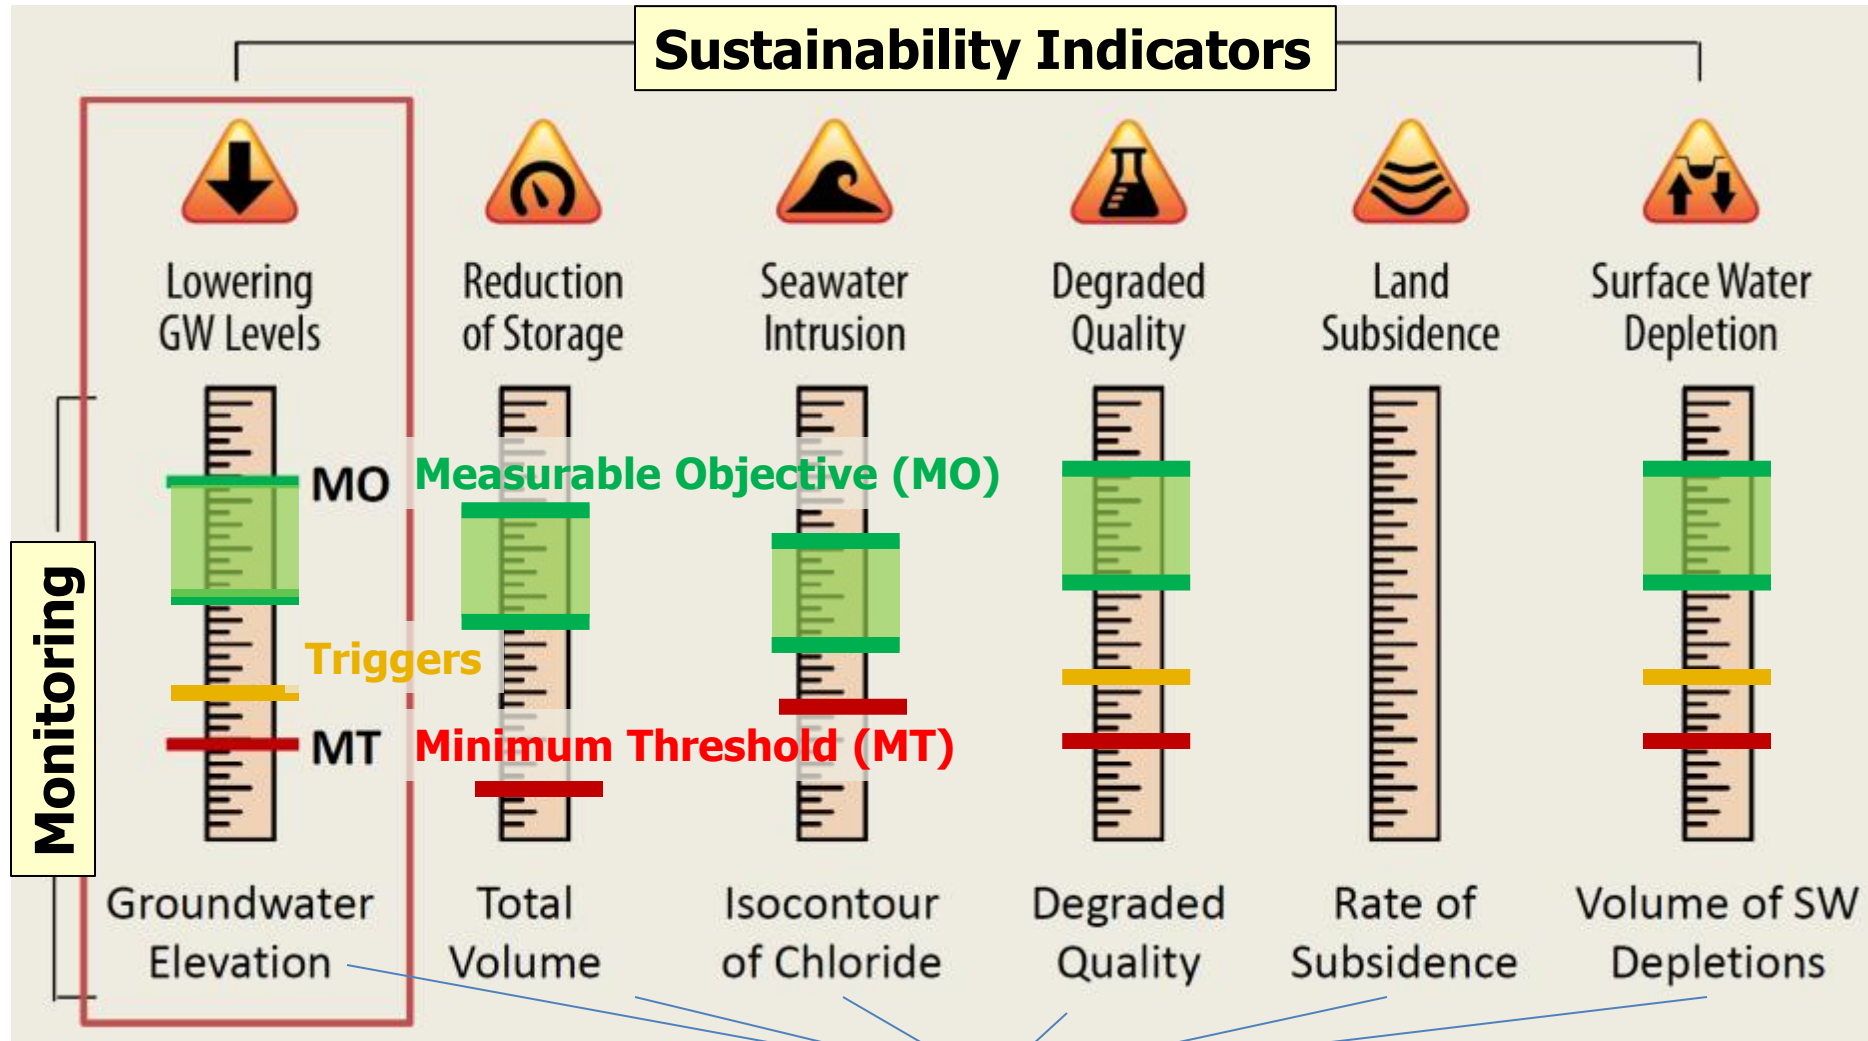 Sustainability Indicators
Lowering
GW Levels
Reduction
of Storage
Seawater
Intrusion
Degraded
Quality
Land
Subsidence
Surface Water
Depletion
MO
Measurable Objective (MO)
Triggers
MT
Minimum Threshold (MT)
Monitoring
Groundwater
Elevation
Total
Volume
Isocontour
of Chloride
Degraded
Quality
Rate of
Subsidence
Volume of SW
Depletions